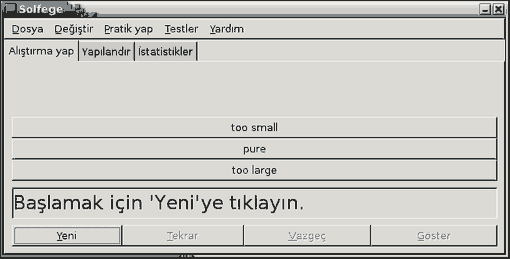 Solfege
Dosya Değiştir Pratik yap Testler Yardım
Alıştırma yap Yapılandır İstatistikler
too small
pure
too large
Başlamak için 'Yeni'ye tıklayın.
Yeni Tekrar Vazgeç Göster